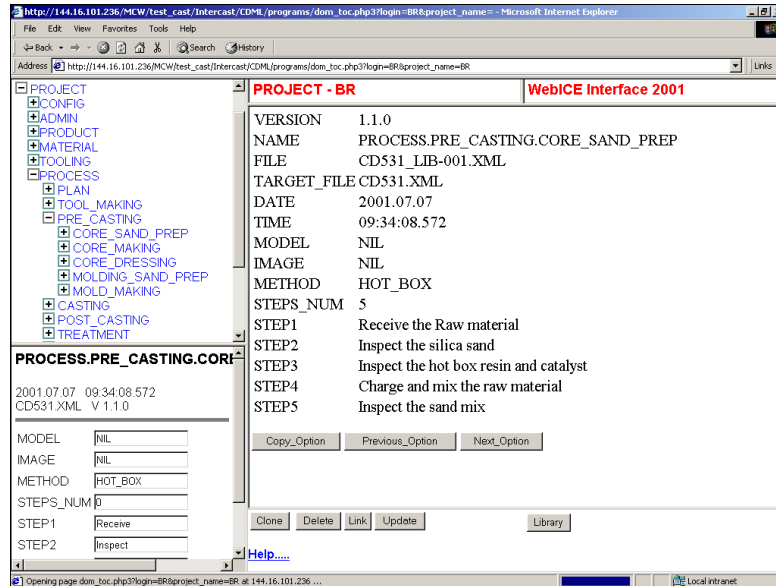 http://144.16.101.236/MCW/test_cast/Intercast/CDML/programs/dom_toc.php3?login=BR&project_name= - Microsoft Internet Explorer
File Edit View Favorites Tools Help
Back Search History
Address http://144.16.101.236/MCW/test_cast/Intercast/CDML/programs/dom_toc.php3?login=BR&project_name=BR Links
PROJECT
CONFIG
ADMIN
PRODUCT
MATERIAL
TOOLING
PROCESS
PLAN
TOOL_MAKING
PRE_CASTING
CORE_SAND_PREP
CORE_MAKING
CORE_DRESSING
MOLDING_SAND_PREP
MOLD_MAKING
CASTING
POST_CASTING
TREATMENT
PROCESS.PRE_CASTING.CORE
2001.07.07 09:34:08.572
CD531.XML V 1.1.0
MODEL NIL
IMAGE NIL
METHOD HOT_BOX
STEPS_NUM 0
STEP1 Receive
STEP2 Inspect
PROJECT - BR WebICE Interface 2001
VERSION 1.1.0
NAME PROCESS.PRE_CASTING.CORE_SAND_PREP
FILE CD531_LIB-001.XML
TARGET_FILE CD531.XML
DATE 2001.07.07
TIME 09:34:08.572
MODEL NIL
IMAGE NIL
METHOD HOT_BOX
STEPS_NUM 5
STEP1 Receive the Raw material
STEP2 Inspect the silica sand
STEP3 Inspect the hot box resin and catalyst
STEP4 Charge and mix the raw material
STEP5 Inspect the sand mix
Copy_Option Previous_Option Next_Option
Clone Delete Link Update Library
Help.....
Opening page dom_toc.php3?login=BR&project_name=BR at 144.16.101.236 ... Local intranet